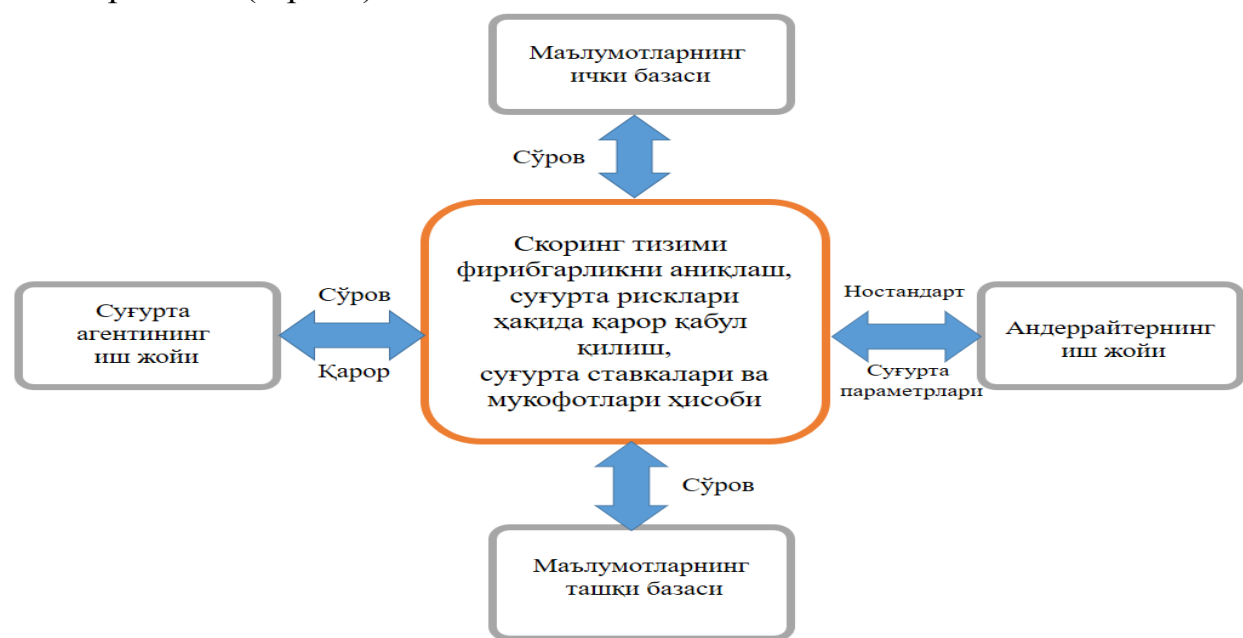 Маълумотларнинг
ички базаси
Сўров
Скоринг тизими
фирибгарликни аниқлаш,
суғурта рисклари
ҳақида қарор қабул
қилиш,
суғурта ставкалари ва
мукофотлари ҳисоби
Суғурта
агентининг
иш жойи
Сўров
Қарор
Ностандарт
Суғурта
параметрлари
Андеррайтернинг
иш жойи
Сўров
Маълумотларнинг
ташқи базаси